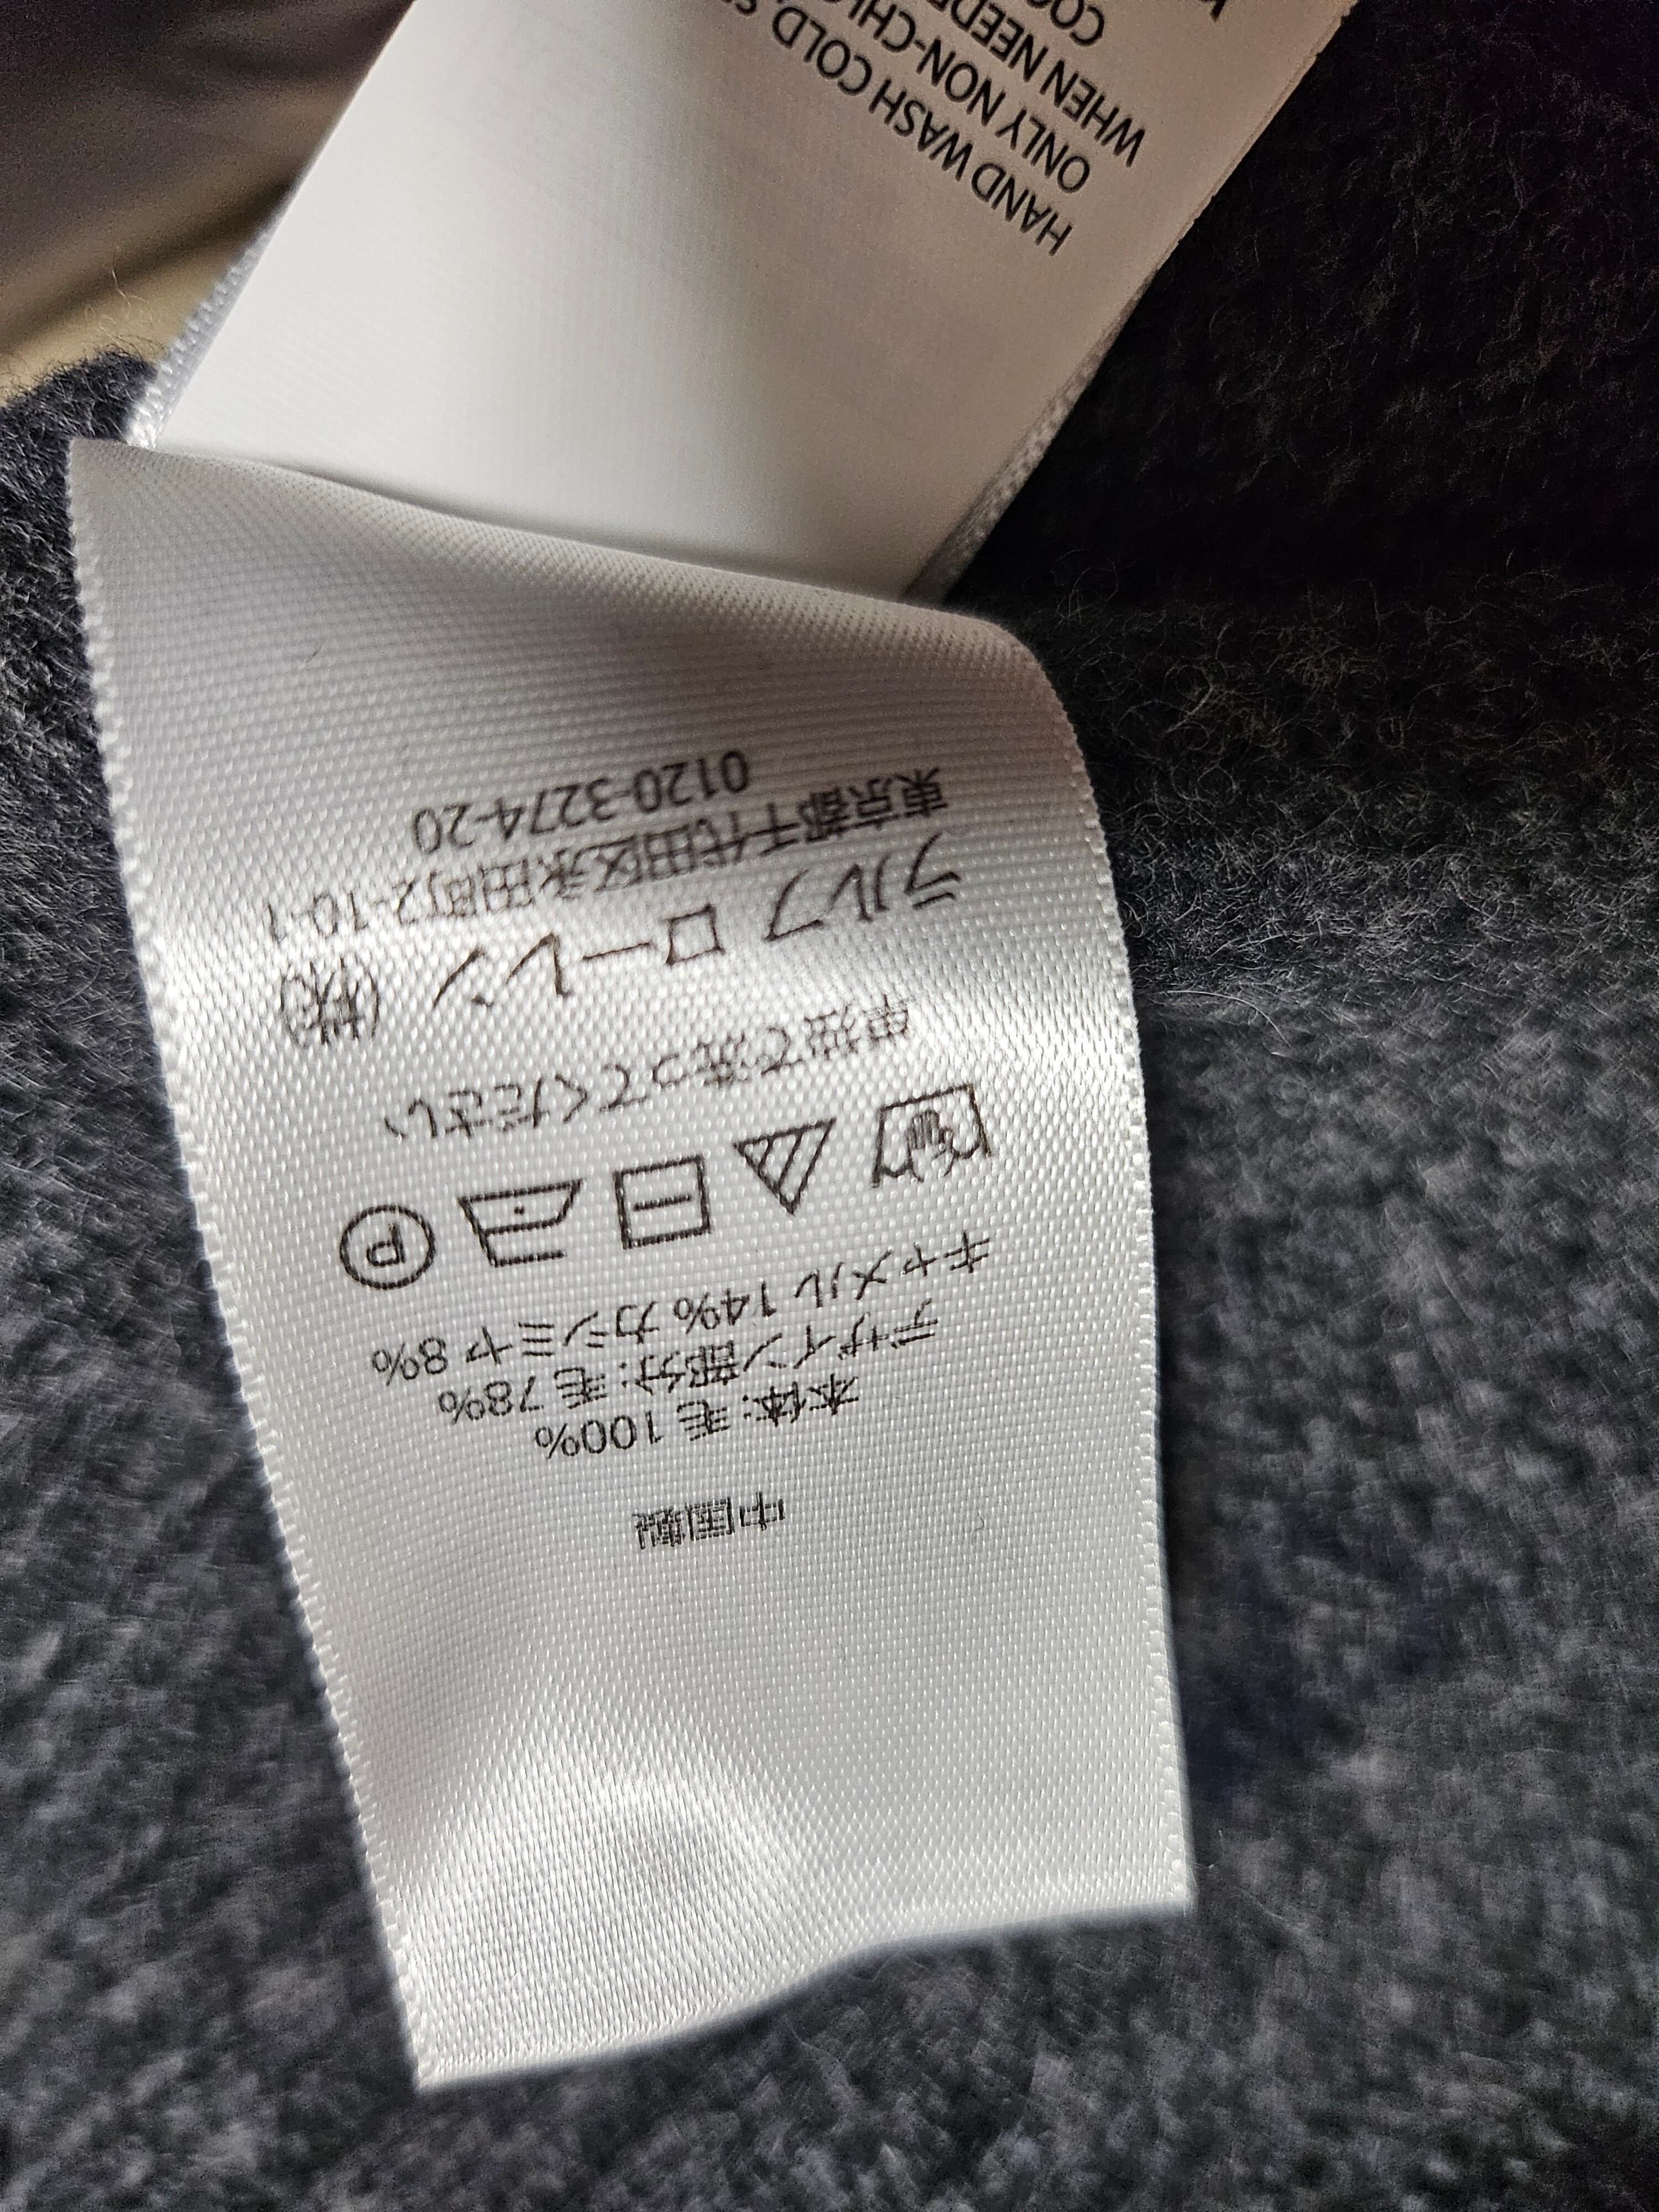 中国製
本体: 毛 100%
デザイン部分: 毛 78%
キャメル 14% カシミヤ 8%
P
単独で洗ってください
ラルフ ローレン (株)
東京都千代田区永田町2-10-1
0120-3274-20
HAND WASH COLD,
ONLY NON-
WHEN